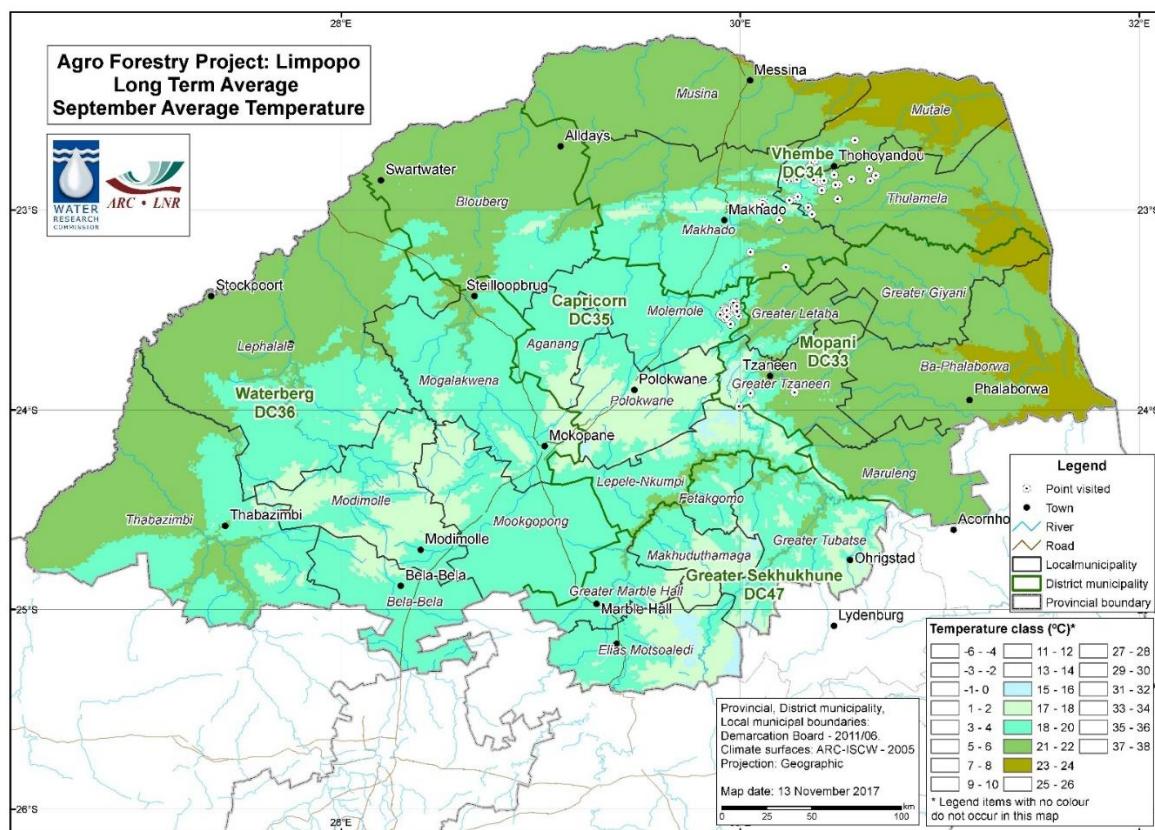 28°E
30°E
32°E
Agro Forestry Project: Limpopo
Long Term Average
September Average Temperature
WATER
RESEARCH
COMMISSION
ARC • LNR
Messina
Musina
Mutale
Alldays
Vhembe
DC34
Thohoyandou
Swartwater
Blouberg
Thulamela
23°S
23°S
Makhado
Makhado
Stockpoort
Steilloopbrug
Capricorn
DC35
Molemole
Greater Letaba
Greater Giyani
Lephalale
Aganang
Mopani
DC33
Tzaneen
Greater Tzaneen
Ba-Phalaborwa
Phalaborwa
Waterberg
DC36
Mogalakwena
Polokwane
Polokwane
24°S
24°S
Mokopane
Lepele-Nkumpi
Fetakgomo
Maruleng
Modimolle
Mookgopong
Thabazimbi
Thabazimbi
Modimolle
Makhuduthamaga
Greater Tubatse
Ohrigstad
Acornho
Bela-Bela
Bela-Bela
Greater Sekhukhune
DC47
Greater Marble Hall
Marble Hall
Lydenburg
Elias Motsoaledi
25°S
26°S
28°E
30°E
Legend
Point visited
Town
River
Road
Localmunicipality
District municipality
Provincial boundary
Temperature class (°C)*
-6 - -4
-3 - -2
-1- 0
1 - 2
3 - 4
5 - 6
7 - 8
9 - 10
11 - 12
13 - 14
15 - 16
17 - 18
18 - 20
21 - 22
23 - 24
25 - 26
27 - 28
29 - 30
31 - 32
33 - 34
35 - 36
37 - 38
* Legend items with no colour
do not occur in this map
Provincial, District municipality,
Local municipal boundaries:
Demarcation Board - 2011/06.
Climate surfaces: ARC-ISCW - 2005
Projection: Geographic
Map date: 13 November 2017
0 25 50 100
km